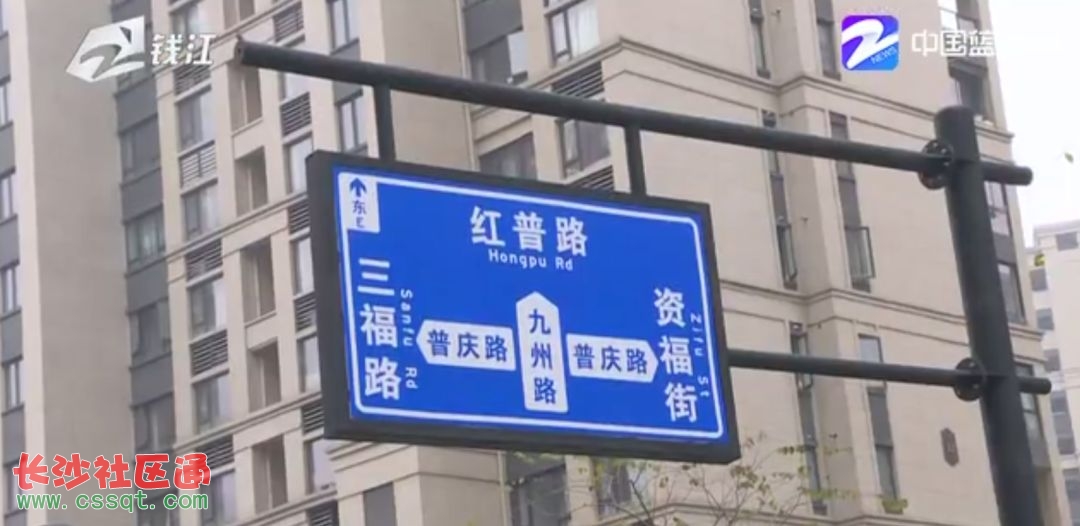 钱江
NEWS
中国蓝
东
E
红普路
Hongpu Rd
三福路
Sanfu Rd
普庆路
九州路
普庆路
资福街
Zifu St
长沙社区通
www.cssqt.com